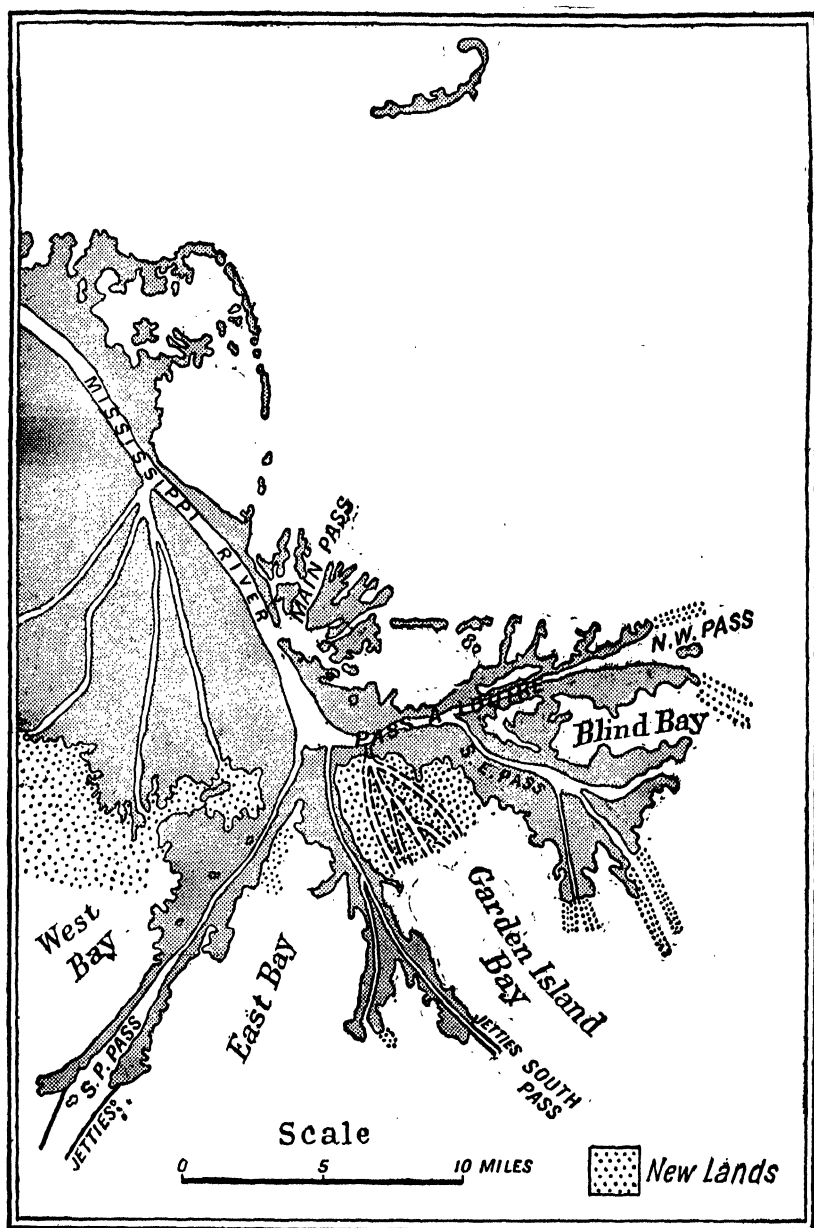 MISSISSIPPI RIVER
MAIN PASS
N.W. PASS
PASS A LOUTRE
Blind Bay
S. E. PASS
West
Bay
East Bay
Garden Island
Bay
S.P. PASS
JETTIES
JETTIES SOUTH
PASS
Scale
0 5 10 MILES
New Lands